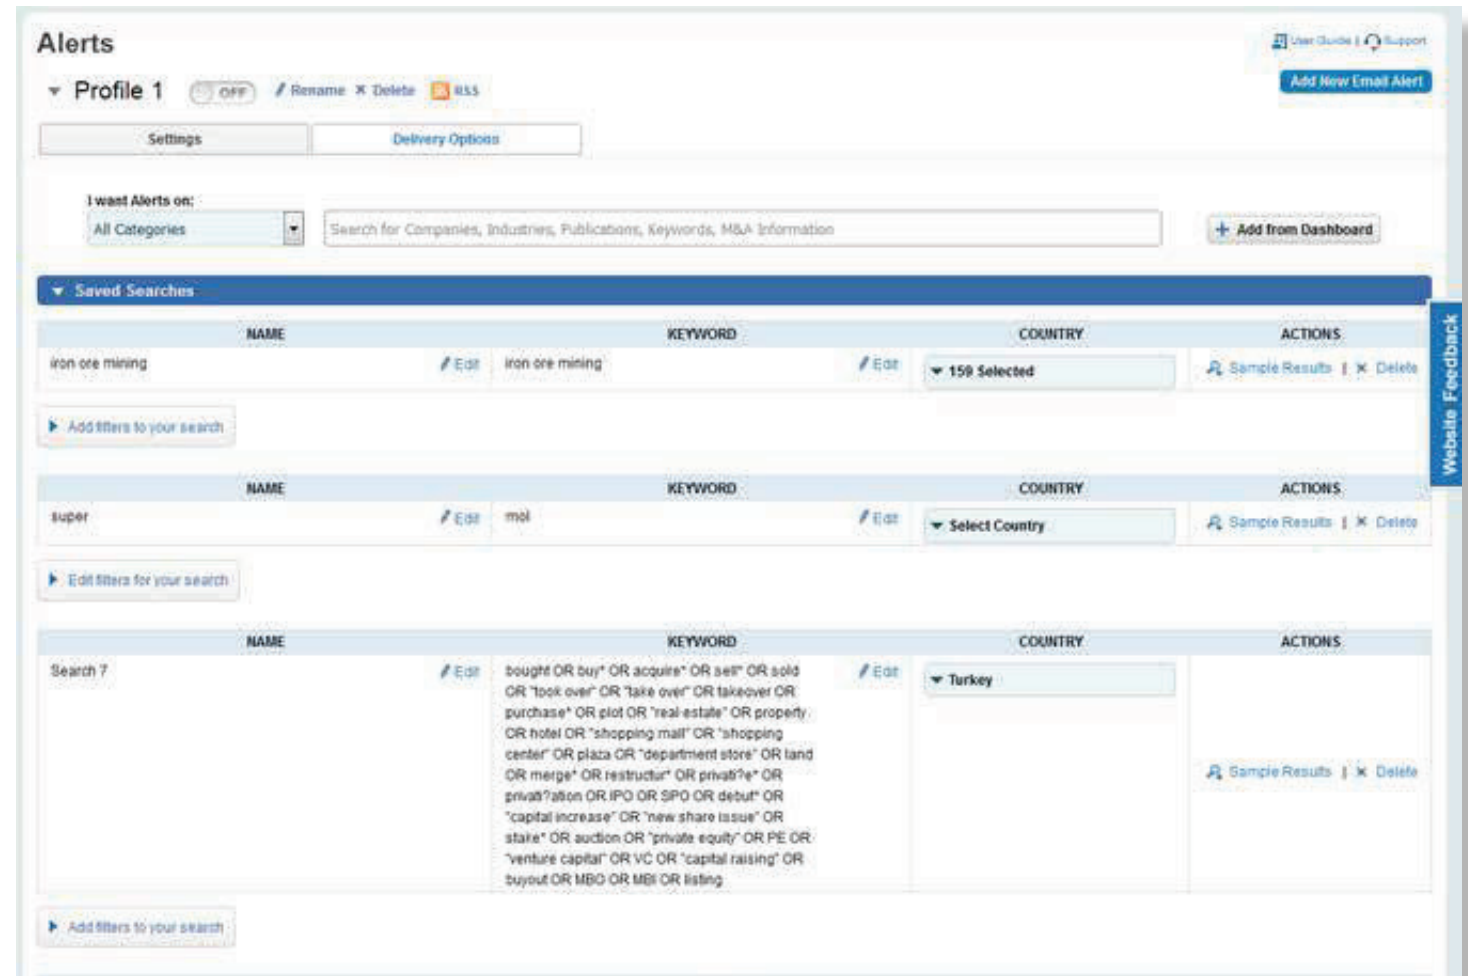 Alerts
User Guide | Support
Profile 1 OFF Rename Delete RSS
Add New Email Alert
Settings Delivery Options
I want Alerts on:
All Categories Search for Companies, Industries, Publications, Keywords, M&A Information Add from Dashboard
Saved Searches
NAME KEYWORD COUNTRY ACTIONS
iron ore mining Edit iron ore mining Edit 159 Selected Sample Results | Delete
Add filters to your search
NAME KEYWORD COUNTRY ACTIONS
super Edit mol Edit Select Country Sample Results | Delete
Edit filters for your search
NAME KEYWORD COUNTRY ACTIONS
Search 7 Edit bought OR buy* OR acquire* OR sell* OR sold Edit Turkey
OR "took over" OR "take over" OR takeover OR
purchase* OR plot OR "real estate" OR property
OR hotel OR "shopping mall" OR "shopping
center" OR plaza OR "department store" OR land
OR merge* OR restructur* OR privati?e* OR
privati?ation OR IPO OR SPO OR debut* OR
"capital increase" OR "new share issue" OR
stake* OR auction OR "private equity" OR PE OR
"venture capital" OR VC OR "capital raising" OR
buyout OR MBO OR MBI OR listing
Sample Results | Delete
Add filters to your search
Website Feedback